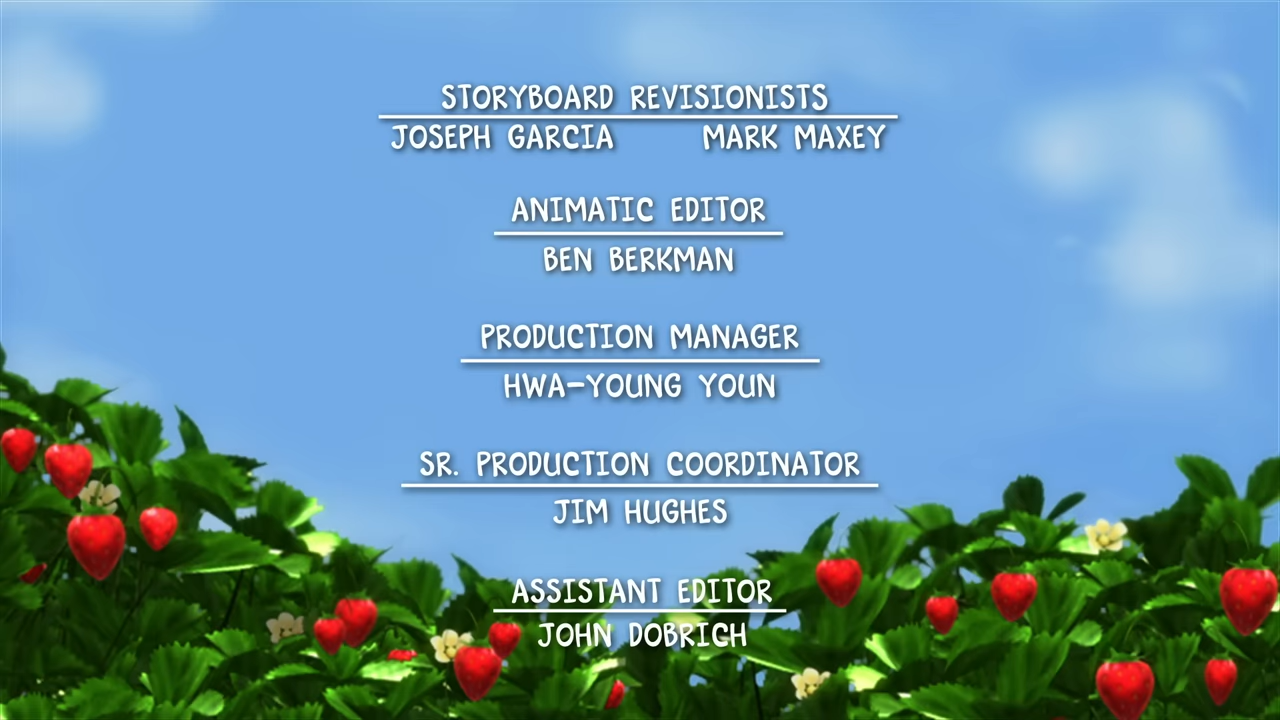 STORYBOARD REVISIONISTS
JOSEPH GARCIA MARK MAXEY
ANIMATIC EDITOR
BEN BERKMAN
PRODUCTION MANAGER
HWA-YOUNG YOUN
SR. PRODUCTION COORDINATOR
JIM HUGHES
ASSISTANT EDITOR
JOHN DOBRICH